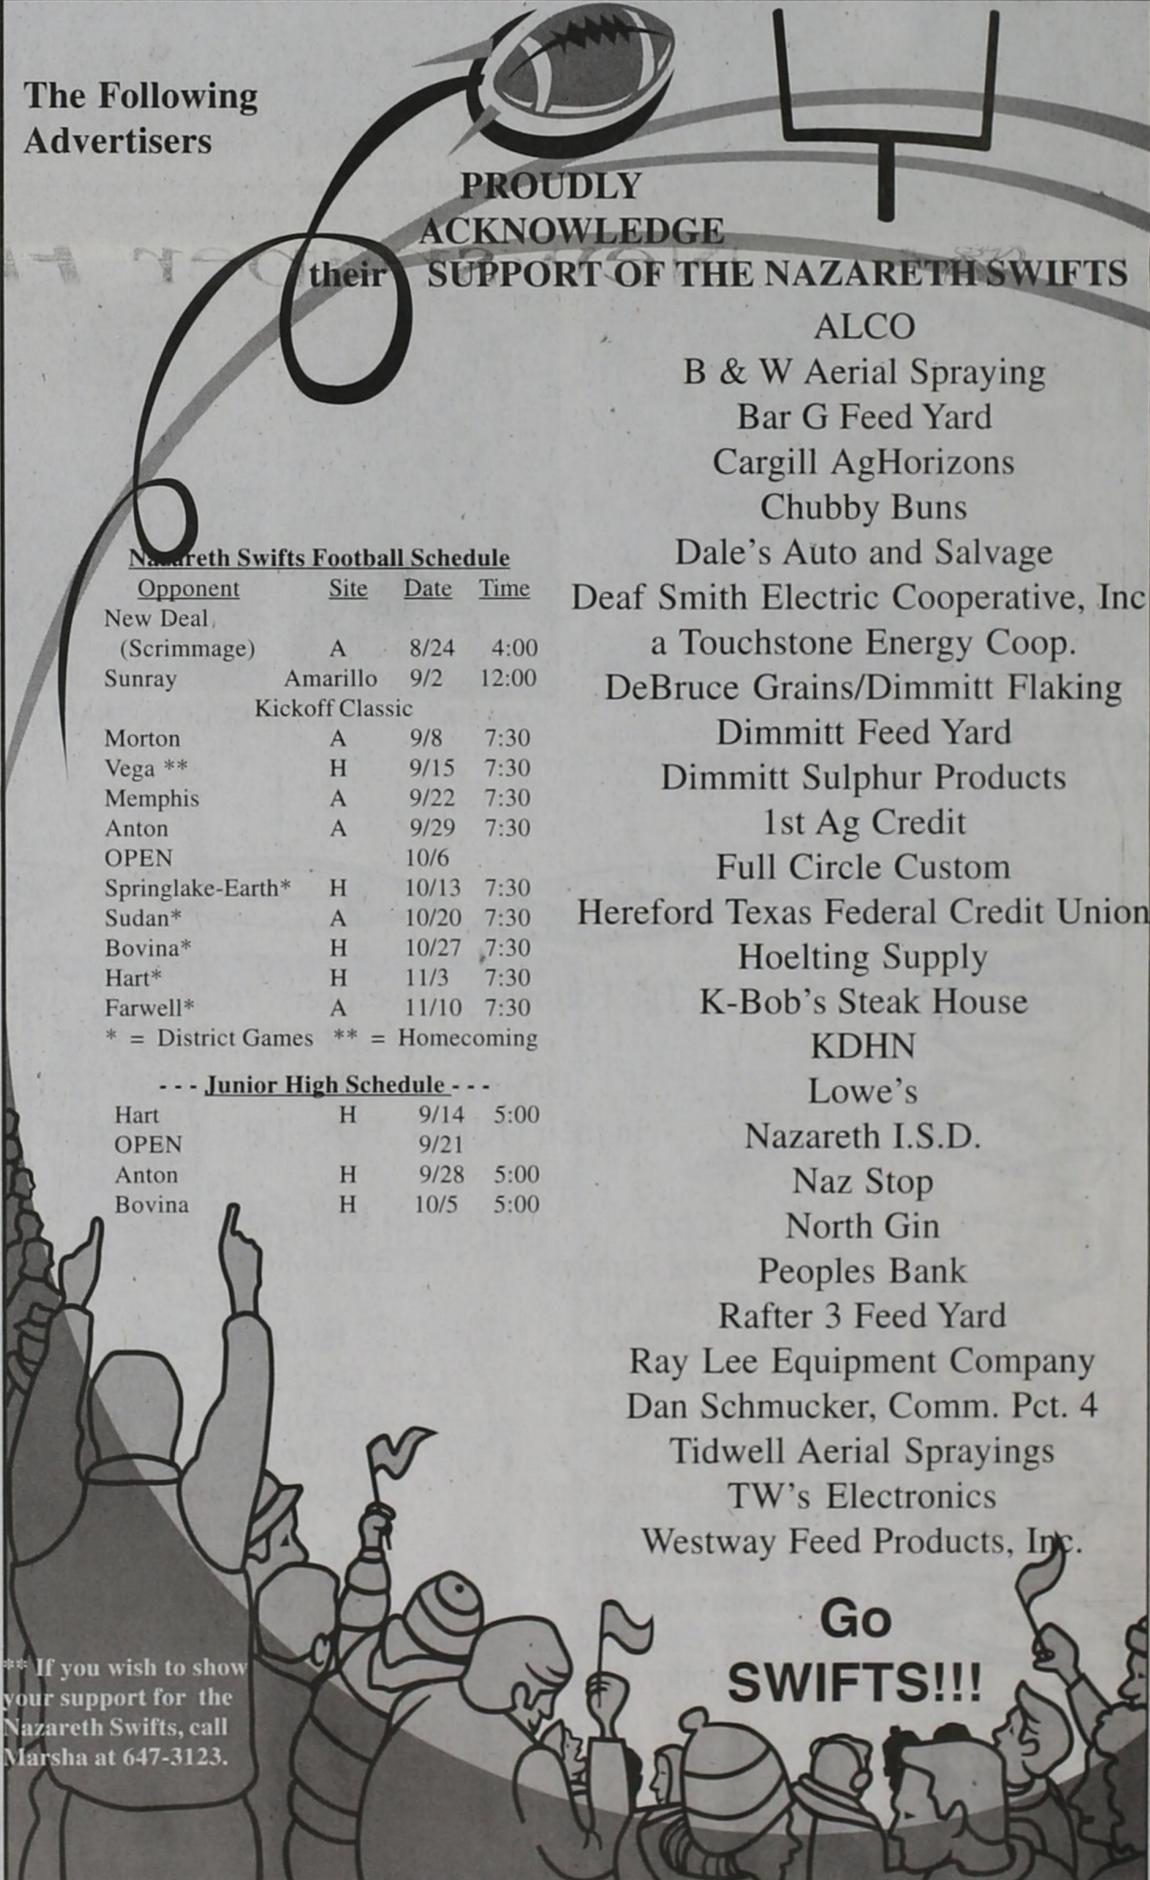 The Following
Advertisers
PROUDLY
ACKNOWLEDGE
their SUPPORT OF THE NAZARETH SWIFTS
ALCO
B & W Aerial Spraying
Bar G Feed Yard
Cargill AgHorizons
Chubby Buns
Dale's Auto and Salvage
Deaf Smith Electric Cooperative, Inc
a Touchstone Energy Coop.
DeBruce Grains/Dimmitt Flaking
Dimmitt Feed Yard
Dimmitt Sulphur Products
1st Ag Credit
Full Circle Custom
Hereford Texas Federal Credit Union
Hoelting Supply
K-Bob's Steak House
KDHN
Lowe's
Nazareth I.S.D.
Naz Stop
North Gin
Peoples Bank
Rafter 3 Feed Yard
Ray Lee Equipment Company
Dan Schmucker, Comm. Pct. 4
Tidwell Aerial Sprayings
TW's Electronics
Westway Feed Products, Inc.
Go
SWIFTS!!!
Nazareth Swifts Football Schedule
Opponent Site Date Time
New Deal
(Scrimmage) A 8/24 4:00
Sunray Amarillo 9/2 12:00
Kickoff Classic
Morton A 9/8 7:30
Vega ** H 9/15 7:30
Memphis A 9/22 7:30
Anton A 9/29 7:30
OPEN 10/6
Springlake-Earth* H 10/13 7:30
Sudan* A 10/20 7:30
Bovina* H 10/27 7:30
Hart* H 11/3 7:30
Farwell* A 11/10 7:30
* = District Games ** = Homecoming
- - - Junior High Schedule - - -
Hart H 9/14 5:00
OPEN 9/21
Anton H 9/28 5:00
Bovina H 10/5 5:00
** If you wish to show
your support for the
Nazareth Swifts, call
Marsha at 647-3123.